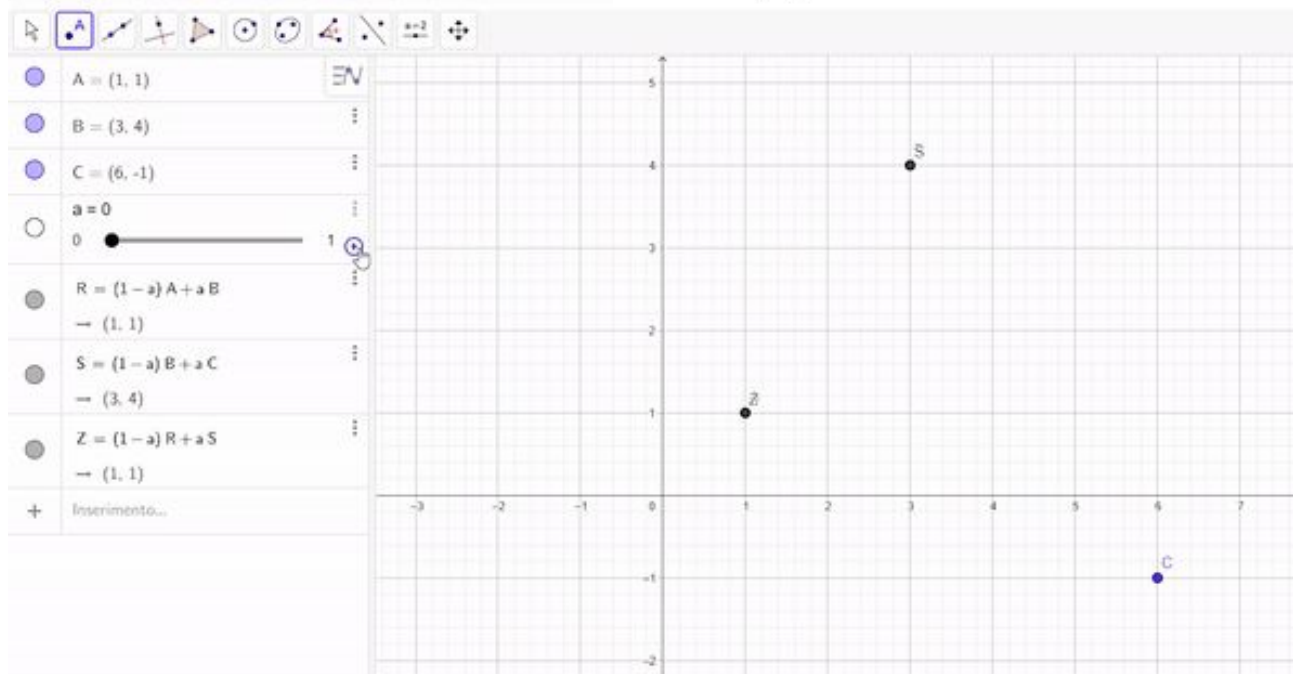 A
a=2
A = (1, 1)
B = (3, 4)
C = (6, -1)
a = 0
0 1
R = (1 − a) A + a B
→ (1, 1)
S = (1 − a) B + a C
→ (3, 4)
Z = (1 − a) R + a S
→ (1, 1)
+ Inserimento...
5
S
4
3
2
Z
1
−3 −2 −1 0 1 2 3 4 5 6 7
C
−1
−2